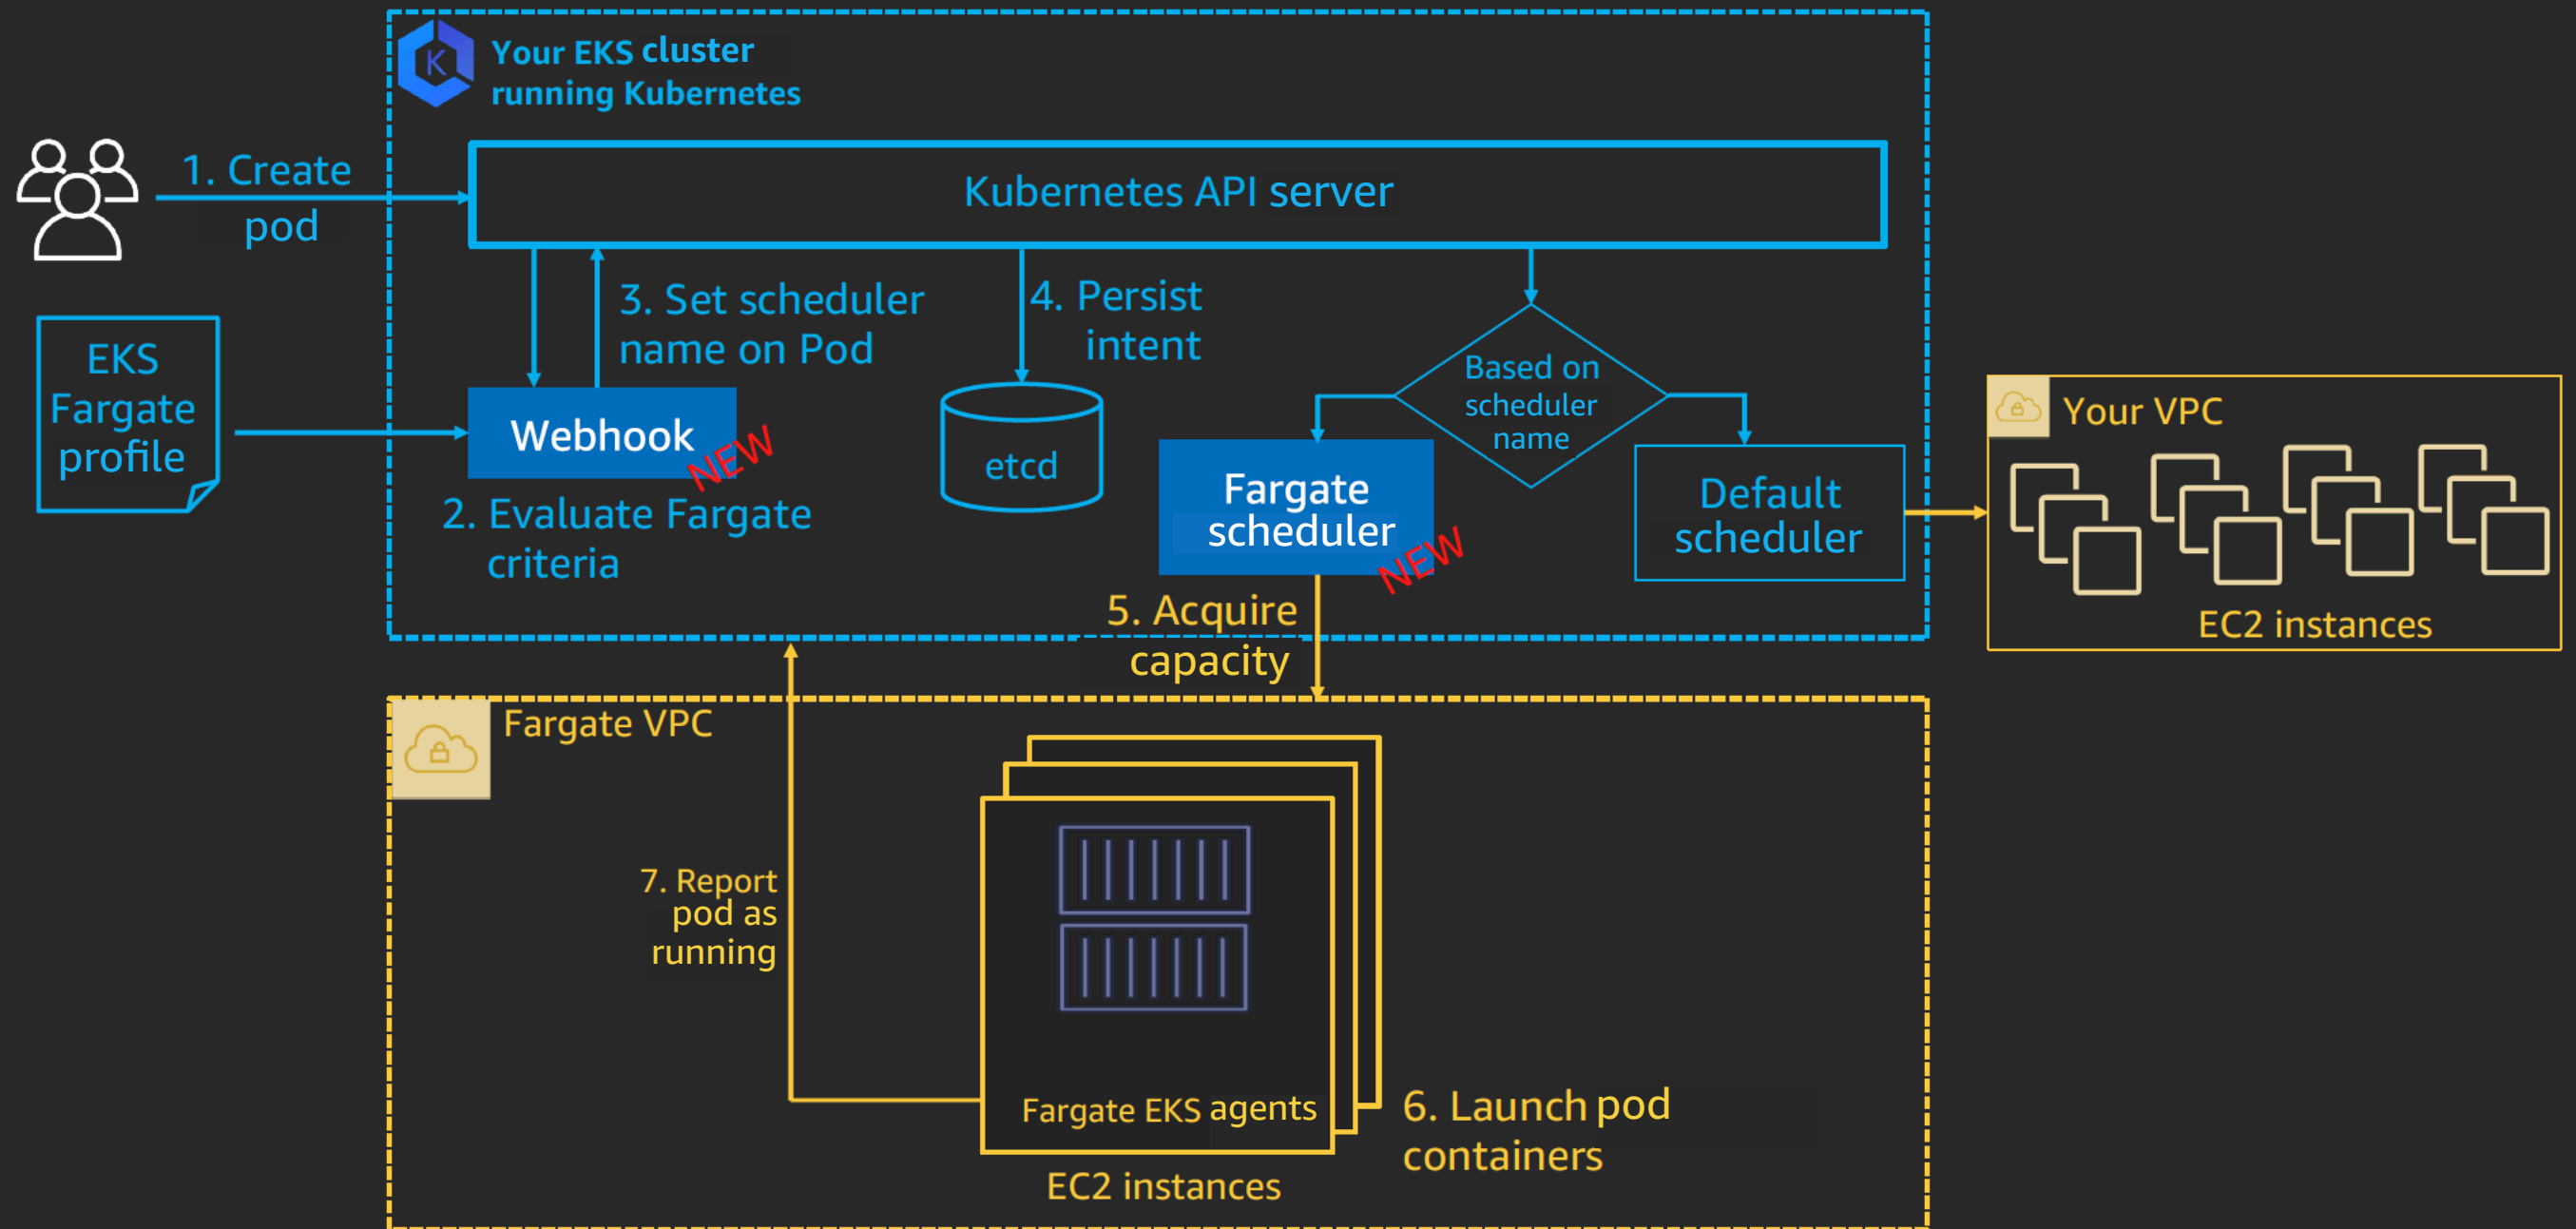 Your EKS cluster
running Kubernetes
K
1. Create
pod
Kubernetes API server
EKS
Fargate
profile
3. Set scheduler
name on Pod
4. Persist
intent
Based on
scheduler
name
Webhook
NEW
2. Evaluate Fargate
criteria
etcd
Fargate
scheduler
NEW
Default
scheduler
Your VPC
EC2 instances
5. Acquire
capacity
Fargate VPC
7. Report
pod as
running
Fargate EKS agents
EC2 instances
6. Launch pod
containers